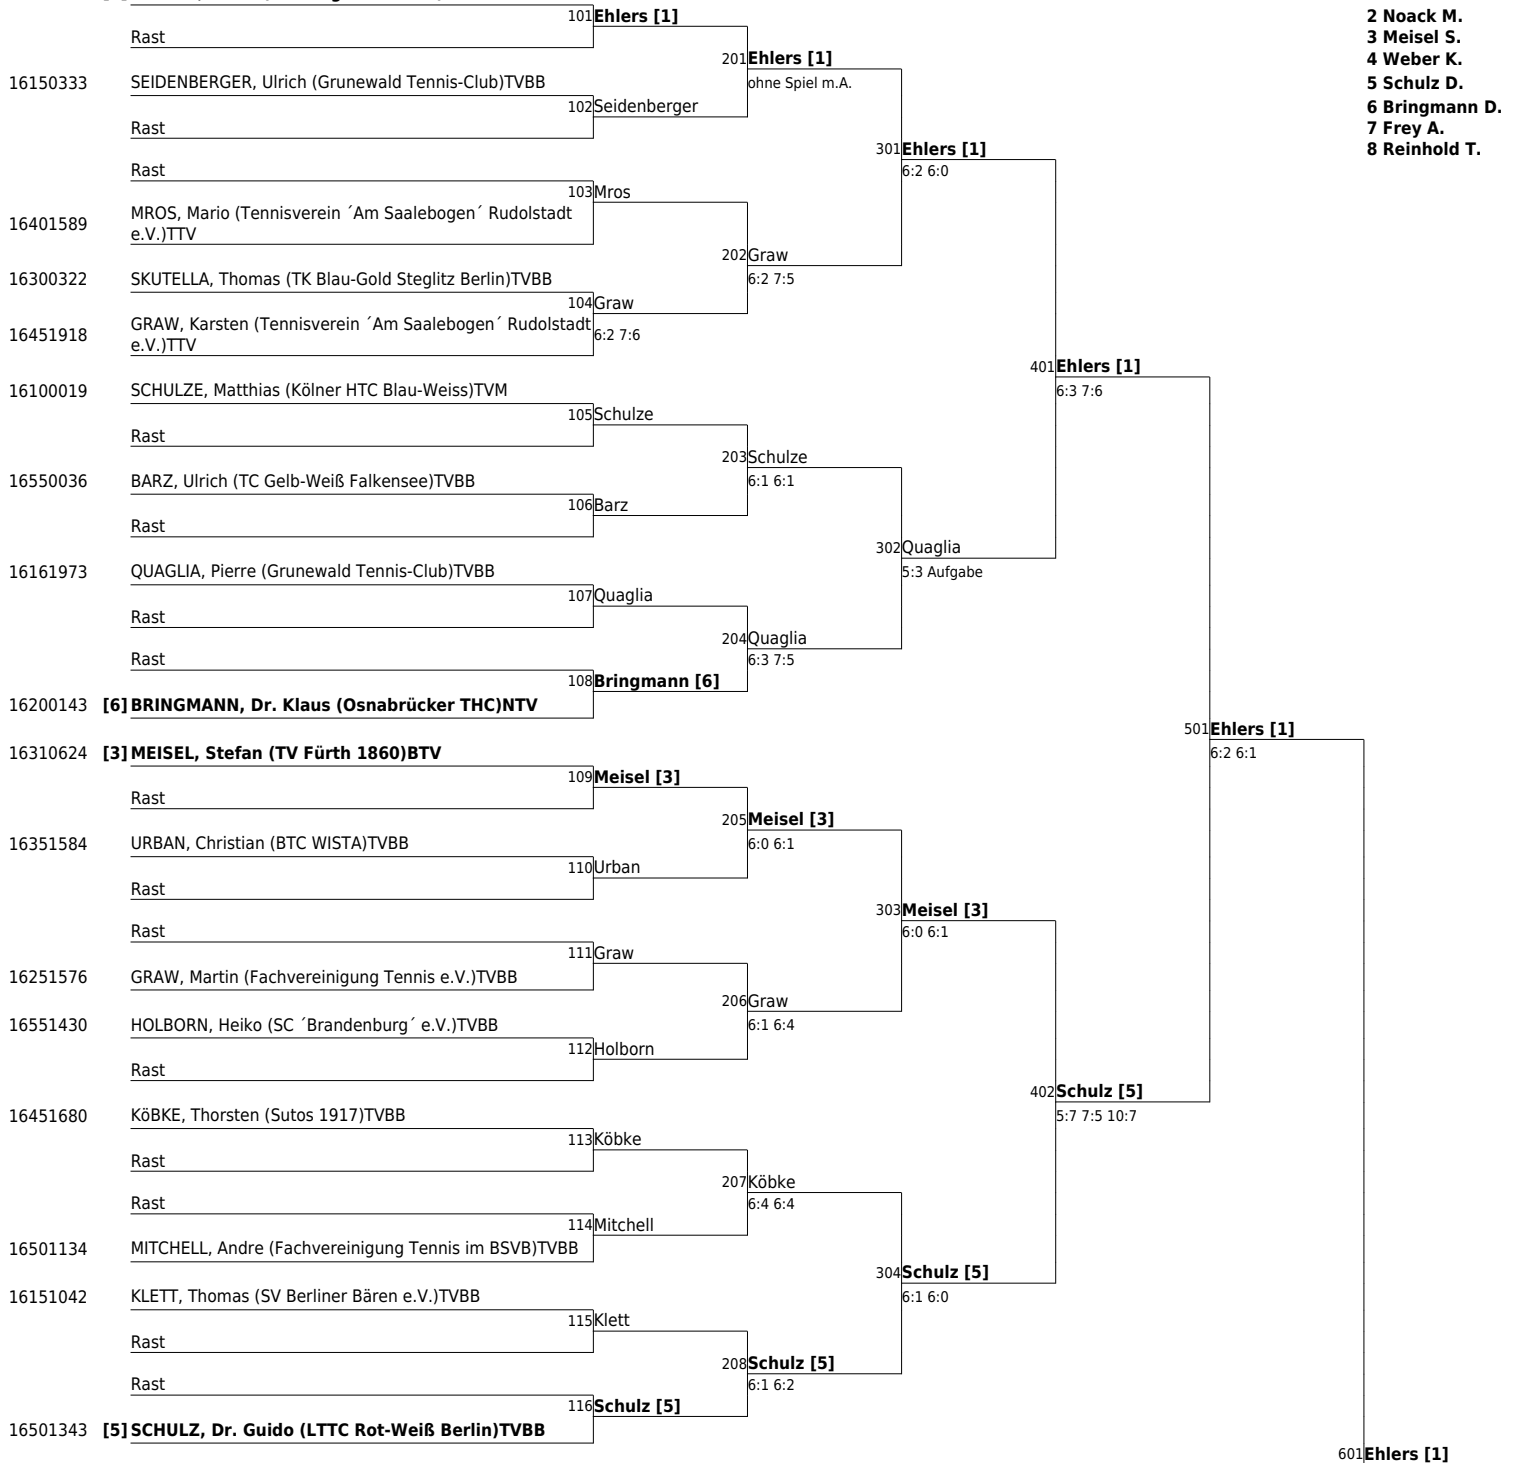 101 Ehlers [1]
2 Noack M.
Rast
3 Meisel S.
201 Ehlers [1]
4 Weber K.
16150333 SEIDENBERGER, Ulrich (Grunewald Tennis-Club)TVBB
ohne Spiel m.A.
5 Schulz D.
102 Seidenberger
6 Bringmann D.
Rast
7 Frey A.
301 Ehlers [1]
8 Reinhold T.
Rast
6:2 6:0
103 Mros
16401589 MROS, Mario (Tennisverein ´Am Saalebogen´ Rudolstadt
e.V.)TTV
202 Graw
16300322 SKUTELLA, Thomas (TK Blau-Gold Steglitz Berlin)TVBB
6:2 7:5
104 Graw
16451918 GRAW, Karsten (Tennisverein ´Am Saalebogen´ Rudolstadt
e.V.)TTV
6:2 7:6
401 Ehlers [1]
16100019 SCHULZE, Matthias (Kölner HTC Blau-Weiss)TVM
6:3 7:6
105 Schulze
Rast
203 Schulze
16550036 BARZ, Ulrich (TC Gelb-Weiß Falkensee)TVBB
6:1 6:1
106 Barz
Rast
302 Quaglia
16161973 QUAGLIA, Pierre (Grunewald Tennis-Club)TVBB
5:3 Aufgabe
107 Quaglia
Rast
204 Quaglia
Rast
6:3 7:5
108 Bringmann [6]
16200143 [6] BRINGMANN, Dr. Klaus (Osnabrücker THC)NTV
501 Ehlers [1]
16310624 [3] MEISEL, Stefan (TV Fürth 1860)BTV
6:2 6:1
109 Meisel [3]
Rast
205 Meisel [3]
16351584 URBAN, Christian (BTC WISTA)TVBB
6:0 6:1
110 Urban
Rast
303 Meisel [3]
Rast
6:0 6:1
111 Graw
16251576 GRAW, Martin (Fachvereinigung Tennis e.V.)TVBB
206 Graw
16551430 HOLBORN, Heiko (SC ´Brandenburg´ e.V.)TVBB
6:1 6:4
112 Holborn
Rast
402 Schulz [5]
16451680 KöBKE, Thorsten (Sutos 1917)TVBB
5:7 7:5 10:7
113 Köbke
Rast
207 Köbke
Rast
6:4 6:4
114 Mitchell
16501134 MITCHELL, Andre (Fachvereinigung Tennis im BSVB)TVBB
304 Schulz [5]
16151042 KLETT, Thomas (SV Berliner Bären e.V.)TVBB
6:1 6:0
115 Klett
Rast
208 Schulz [5]
Rast
6:1 6:2
116 Schulz [5]
16501343 [5] SCHULZ, Dr. Guido (LTTC Rot-Weiß Berlin)TVBB
601 Ehlers [1]